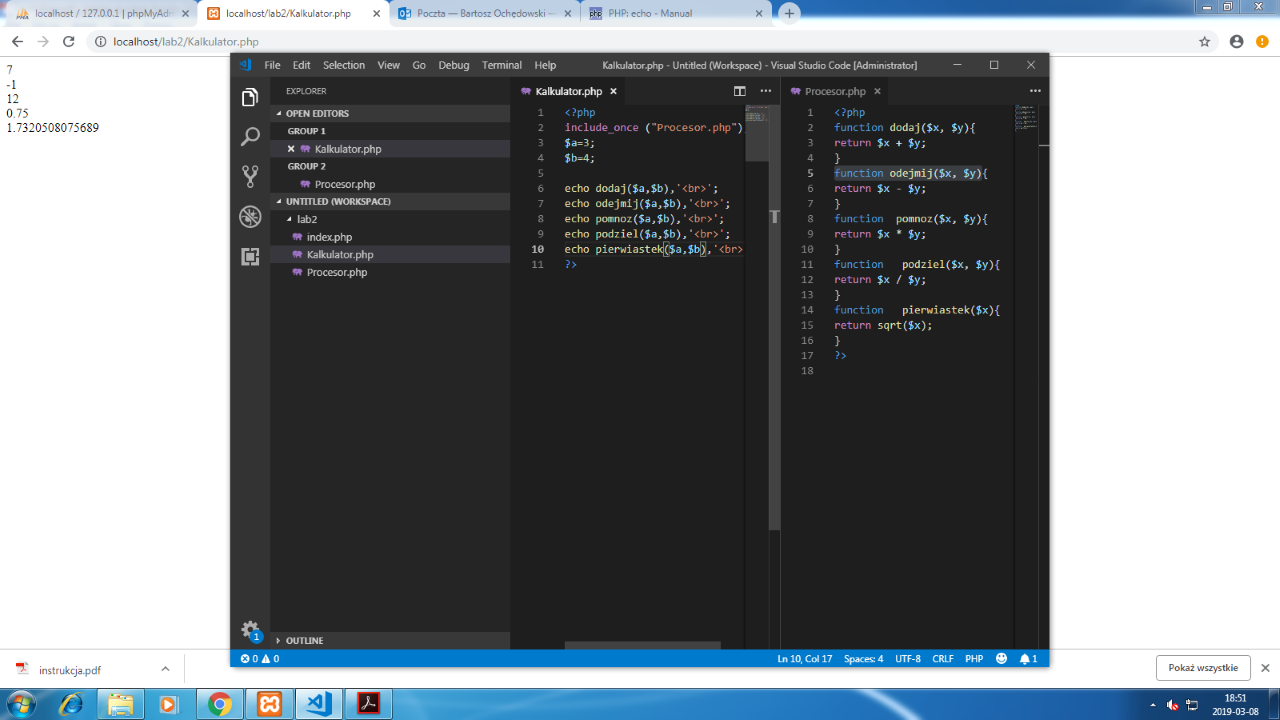 localhost / 127.0.0.1 | phpMyAdm
localhost/lab2/Kalkulator.php
Poczta — Bartosz Ochędowski —
PHP: echo - Manual
localhost/lab2/Kalkulator.php
7
-1
12
0.75
1.7320508075689
File Edit Selection View Go Debug Terminal Help
Kalkulator.php - Untitled (Workspace) - Visual Studio Code [Administrator]
EXPLORER
OPEN EDITORS
GROUP 1
Kalkulator.php
GROUP 2
Procesor.php
UNTITLED (WORKSPACE)
lab2
index.php
Kalkulator.php
Procesor.php
OUTLINE
Kalkulator.php
1 <?php
2 include_once ("Procesor.php")
3 $a=3;
4 $b=4;
5
6 echo dodaj($a,$b),'<br>';
7 echo odejmij($a,$b),'<br>';
8 echo pomnoz($a,$b),'<br>';
9 echo podziel($a,$b),'<br>';
10 echo pierwiastek($a,$b),'<br>
11 ?>
Procesor.php
1 <?php
2 function dodaj($x, $y){
3 return $x + $y;
4 }
5 function odejmij($x, $y){
6 return $x - $y;
7 }
8 function  pomnoz($x, $y){
9 return $x * $y;
10 }
11 function   podziel($x, $y){
12 return $x / $y;
13 }
14 function   pierwiastek($x){
15 return sqrt($x);
16 }
17 ?>
18
1
0 0
Ln 10, Col 17 Spaces: 4 UTF-8 CRLF PHP 1
instrukcja.pdf
Pokaż wszystkie
18:51
2019-03-08